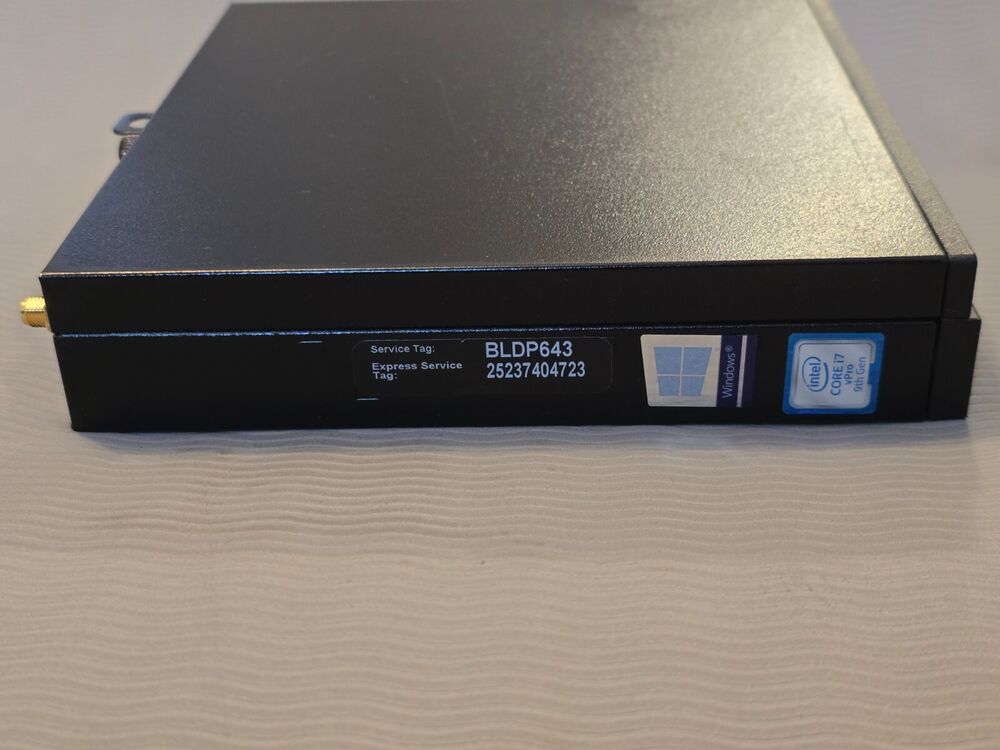 Service Tag: BLDP643
Express Service
Tag: 25237404723
Windows®
intel®
CORE i7
vPro
9th Gen